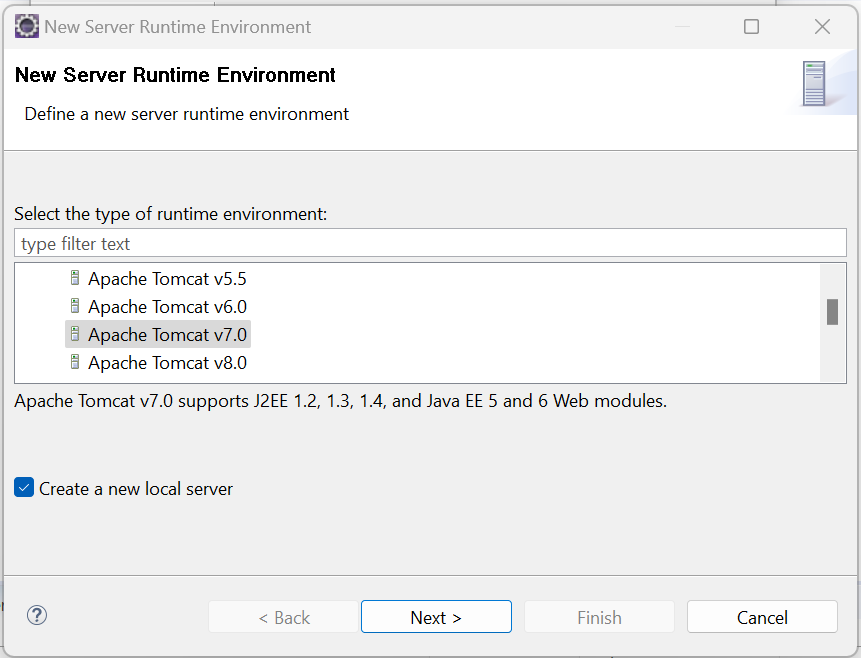 New Server Runtime Environment
New Server Runtime Environment
Define a new server runtime environment
Select the type of runtime environment:
type filter text
Apache Tomcat v5.5
Apache Tomcat v6.0
Apache Tomcat v7.0
Apache Tomcat v8.0
Apache Tomcat v7.0 supports J2EE 1.2, 1.3, 1.4, and Java EE 5 and 6 Web modules.
Create a new local server
?
< Back
Next >
Finish
Cancel